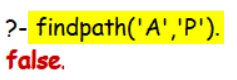 ?- findpath('A','P').
false.